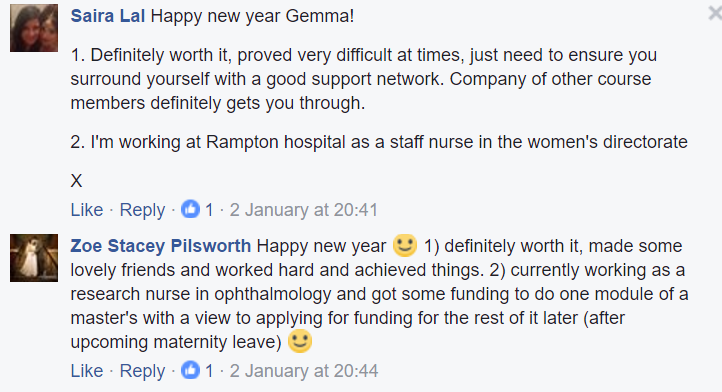 Saira Lal Happy new year Gemma!
1. Definitely worth it, proved very difficult at times, just need to ensure you
surround yourself with a good support network. Company of other course
members definitely gets you through.
2. I'm working at Rampton hospital as a staff nurse in the women's directorate
X
Like · Reply · 1 · 2 January at 20:41
Zoe Stacey Pilsworth Happy new year 🙂 1) definitely worth it, made some
lovely friends and worked hard and achieved things. 2) currently working as a
research nurse in ophthalmology and got some funding to do one module of a
master's with a view to applying for funding for the rest of it later (after
upcoming maternity leave) 🙂
Like · Reply · 1 · 2 January at 20:44